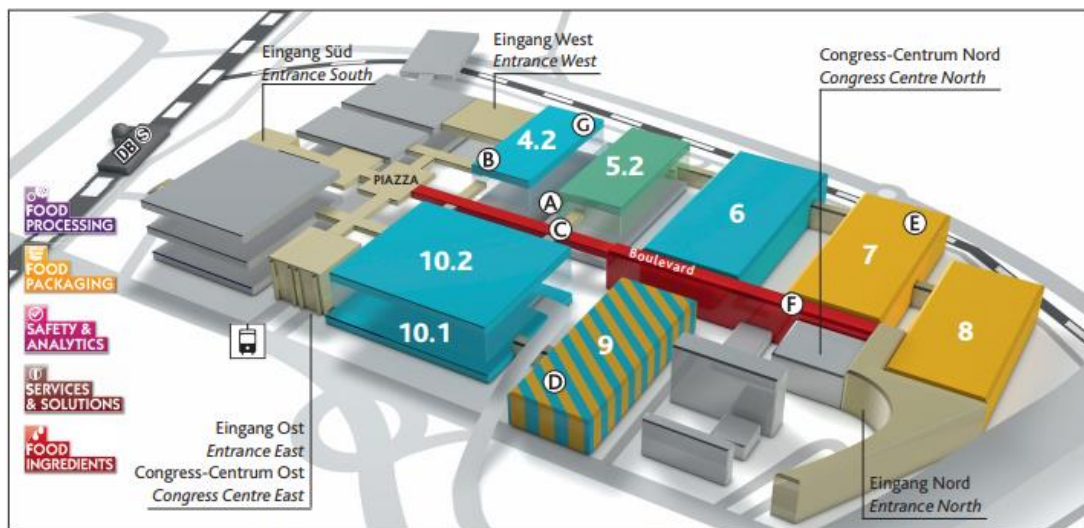 Eingang Süd
Entrance South
Eingang West
Entrance West
Congress-Centrum Nord
Congress Centre North
DB S
G
4.2
B
5.2
PIAZZA
A
C
6
E
7
FOOD
PROCESSING
FOOD
PACKAGING
SAFETY &
ANALYTICS
SERVICES
& SOLUTIONS
FOOD
INGREDIENTS
10.2
10.1
Boulevard
F
8
9
D
Eingang Ost
Entrance East
Congress-Centrum Ost
Congress Centre East
Eingang Nord
Entrance North